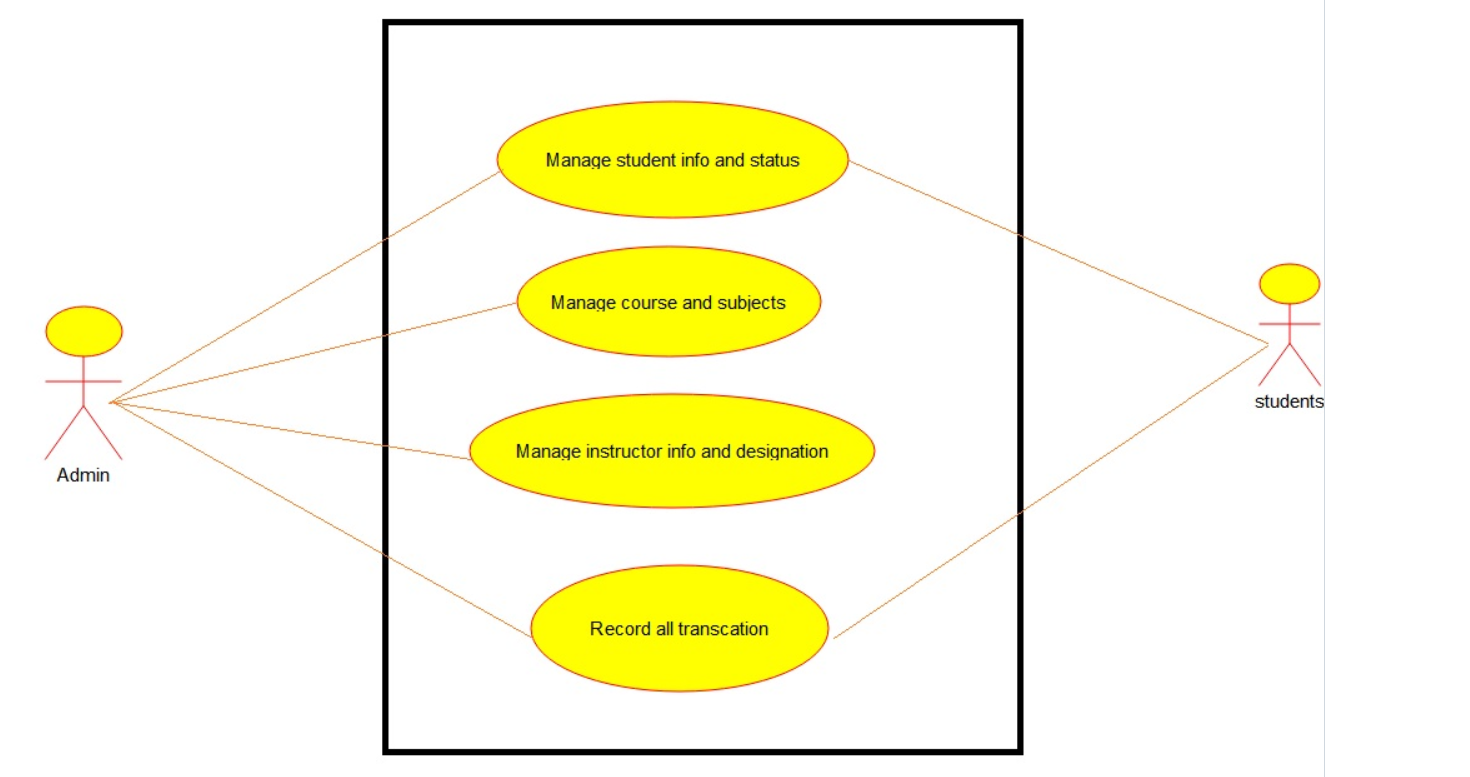 Manage student info and status
Manage course and subjects
Manage instructor info and designation
Record all transcation
Admin
students